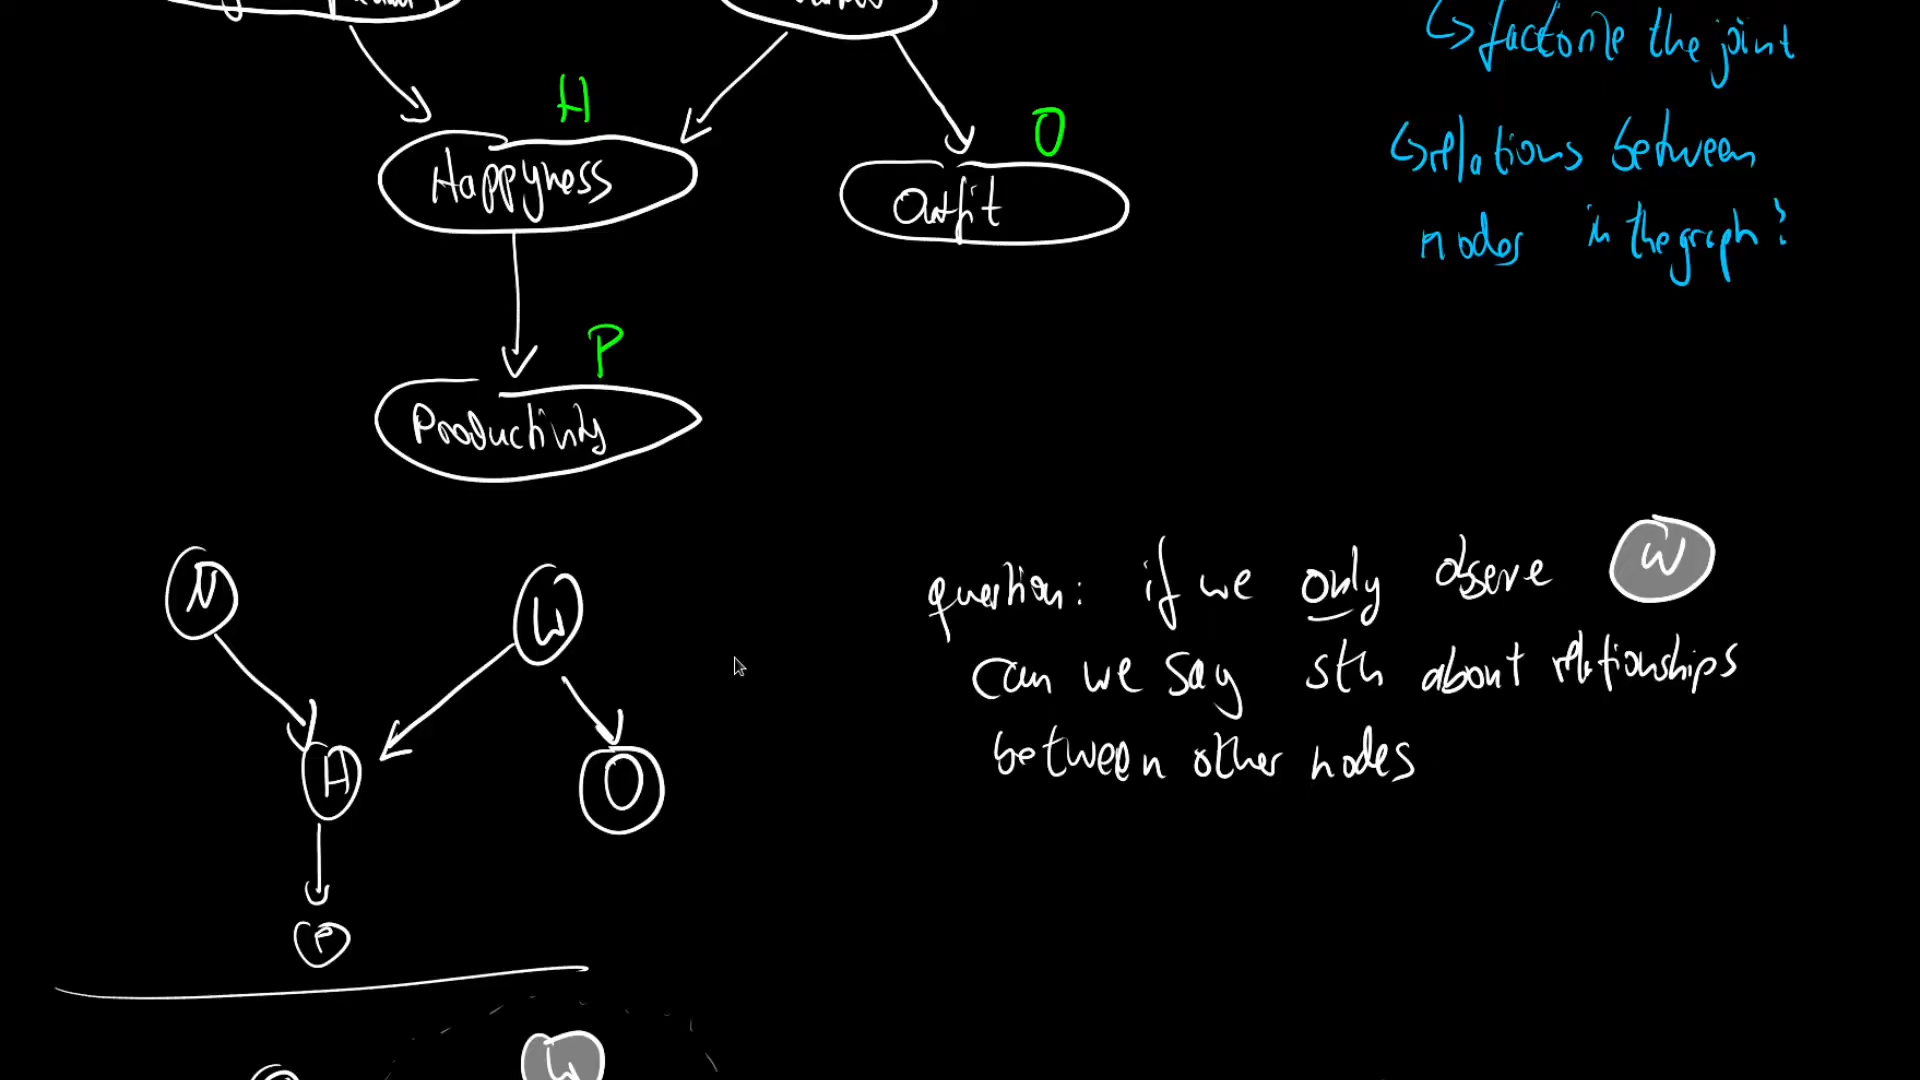 ↳ factorize the joint
H
O
↳ relations between
Happyness
Outfit
nodes in the graph?
P
Productivity
N
W
question: if we only observe W
can we say sth about relationships
H
O
between other nodes
P
W